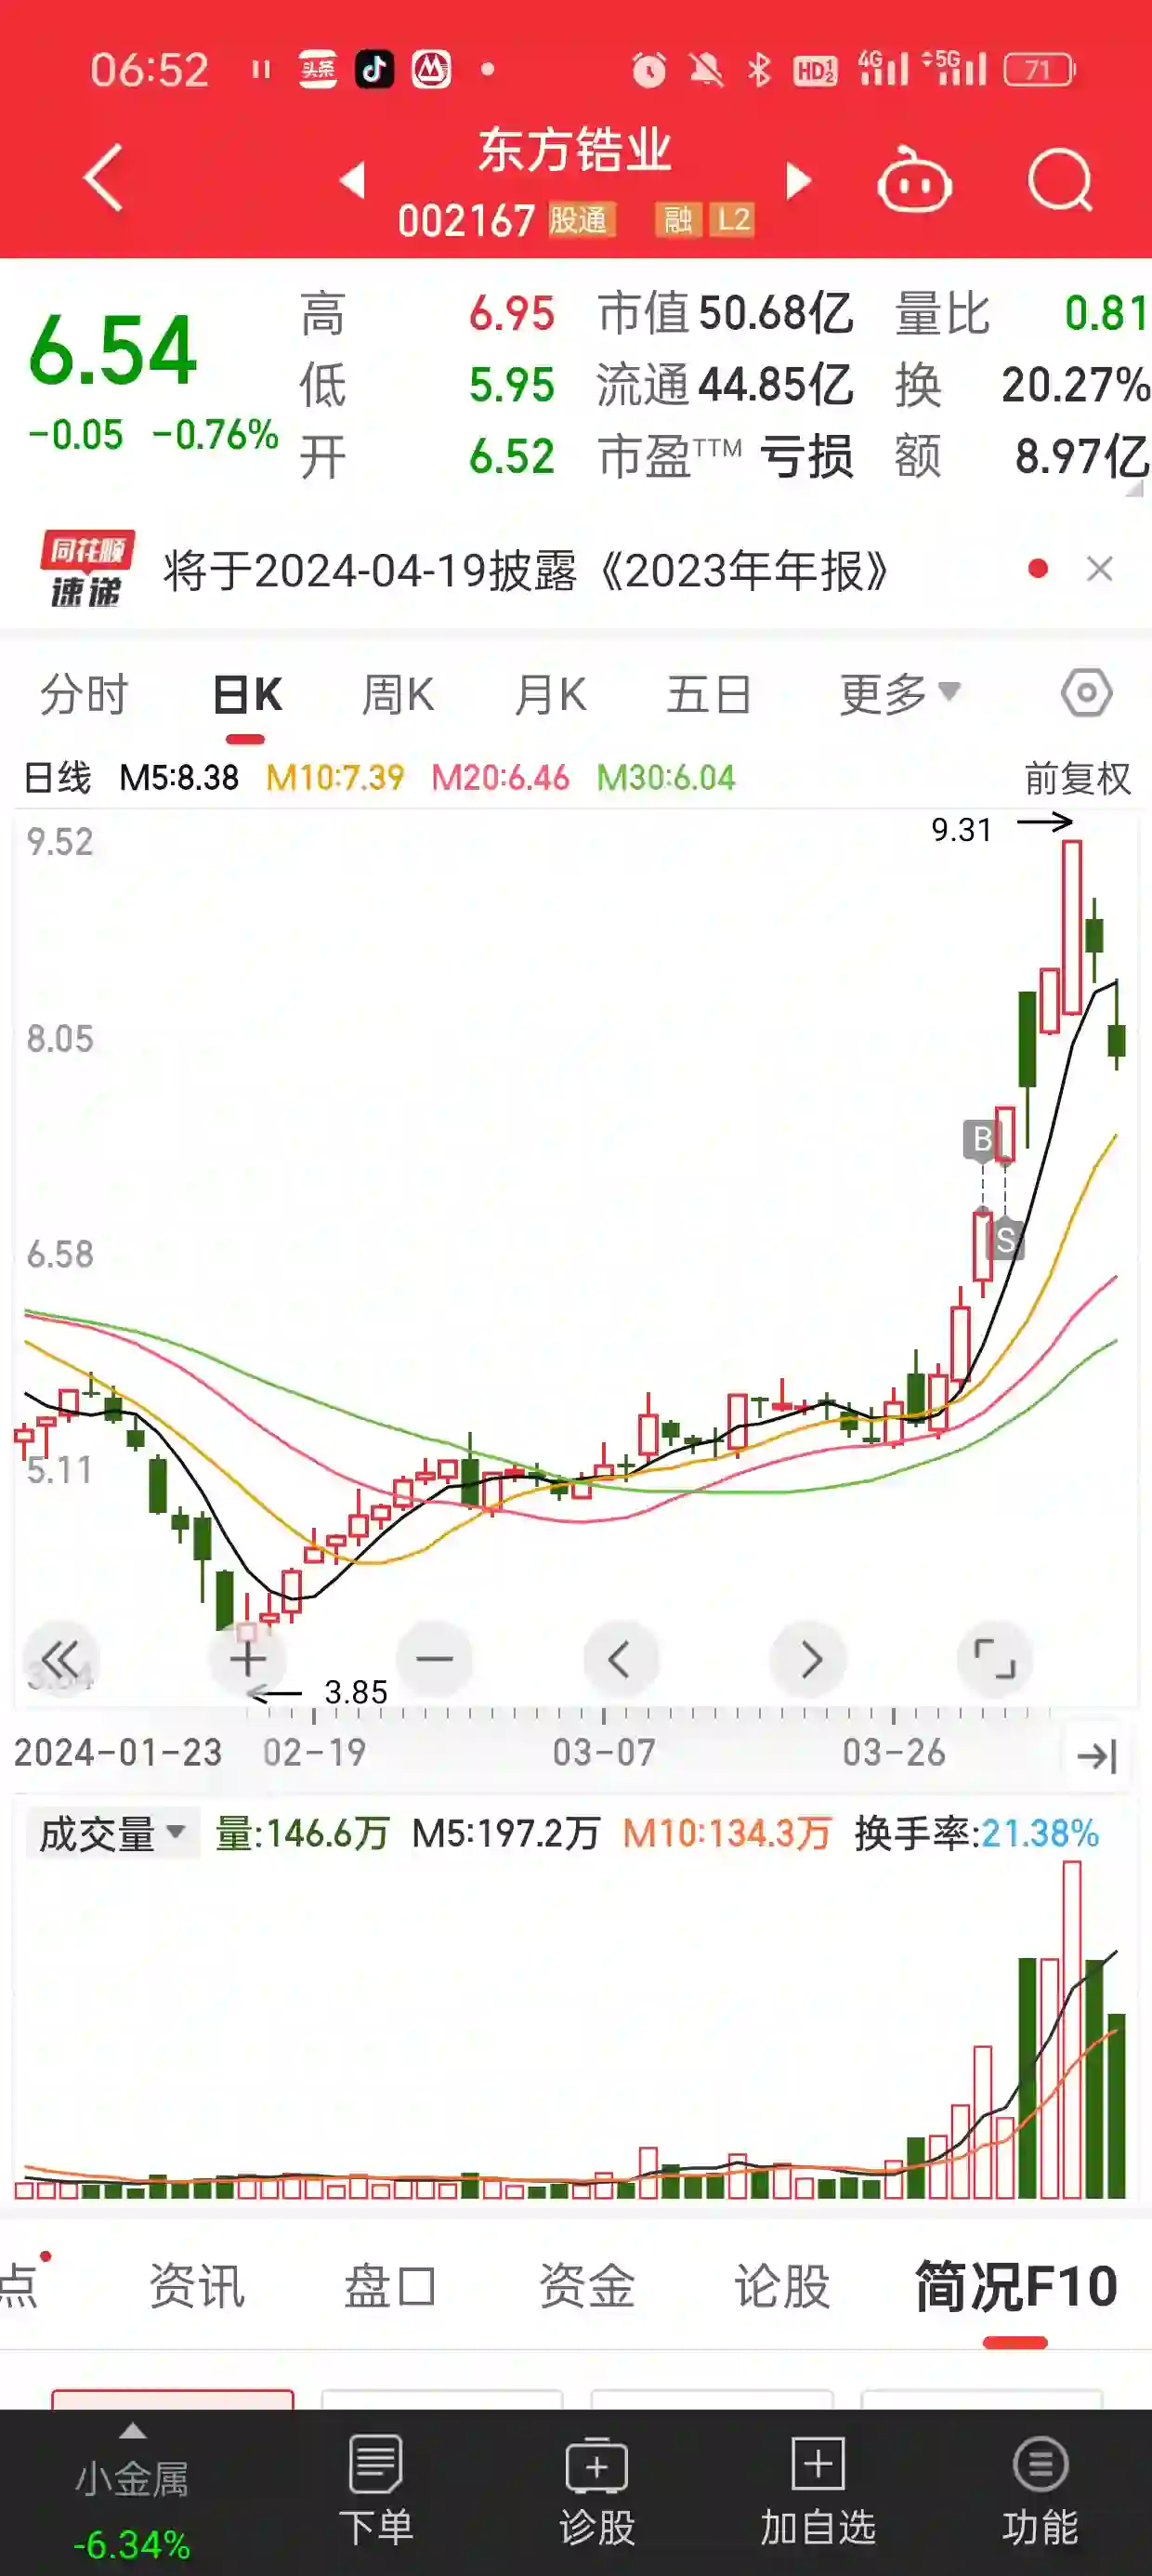 06:52 头条 HD 1 2 4G 5G 71
东方锆业
002167 股通 融 L2
6.54
-0.05 -0.76%
高 6.95 市值 50.68亿 量比 0.81
低 5.95 流通 44.85亿 换 20.27%
开 6.52 市盈TTM 亏损 额 8.97亿
同花顺
速递
将于2024-04-19披露《2023年年报》
分时 日K 周K 月K 五日 更多
日线 M5:8.38 M10:7.39 M20:6.46 M30:6.04 前复权
9.52
9.31
8.05
B
S
6.58
5.11
3.64
3.85
2024-01-23 02-19 03-07 03-26
成交量 量:146.6万 M5:197.2万 M10:134.3万 换手率:21.38%
点 资讯 盘口 资金 论股 简况F10
小金属 下单 诊股 加自选 功能
-6.34%